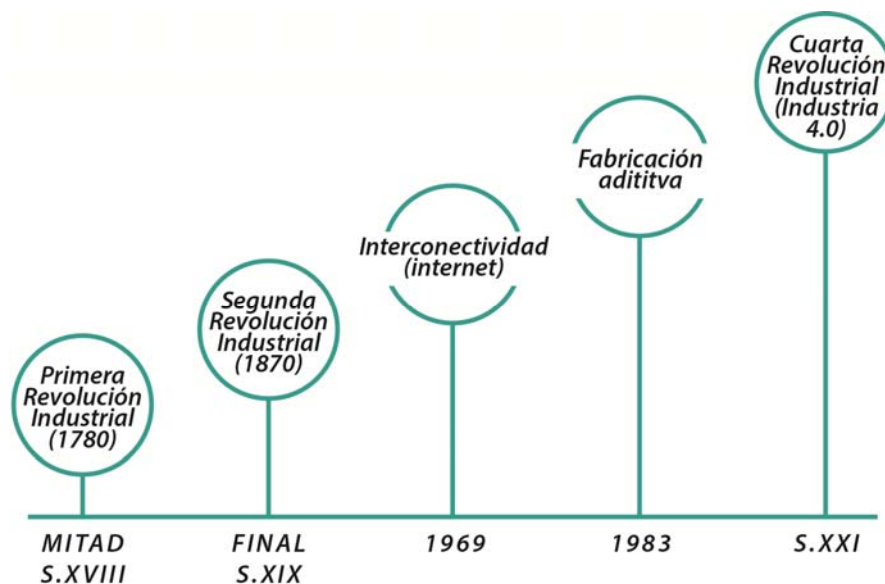 Primera
Revolución
Industrial
(1780)
Segunda
Revolución
Industrial
(1870)
Interconectividad
(internet)
Fabricación
adititva
Cuarta
Revolución
Industrial
(Industria
4.0)
MITAD
S.XVIII
FINAL
S.XIX
1969
1983
S.XXI